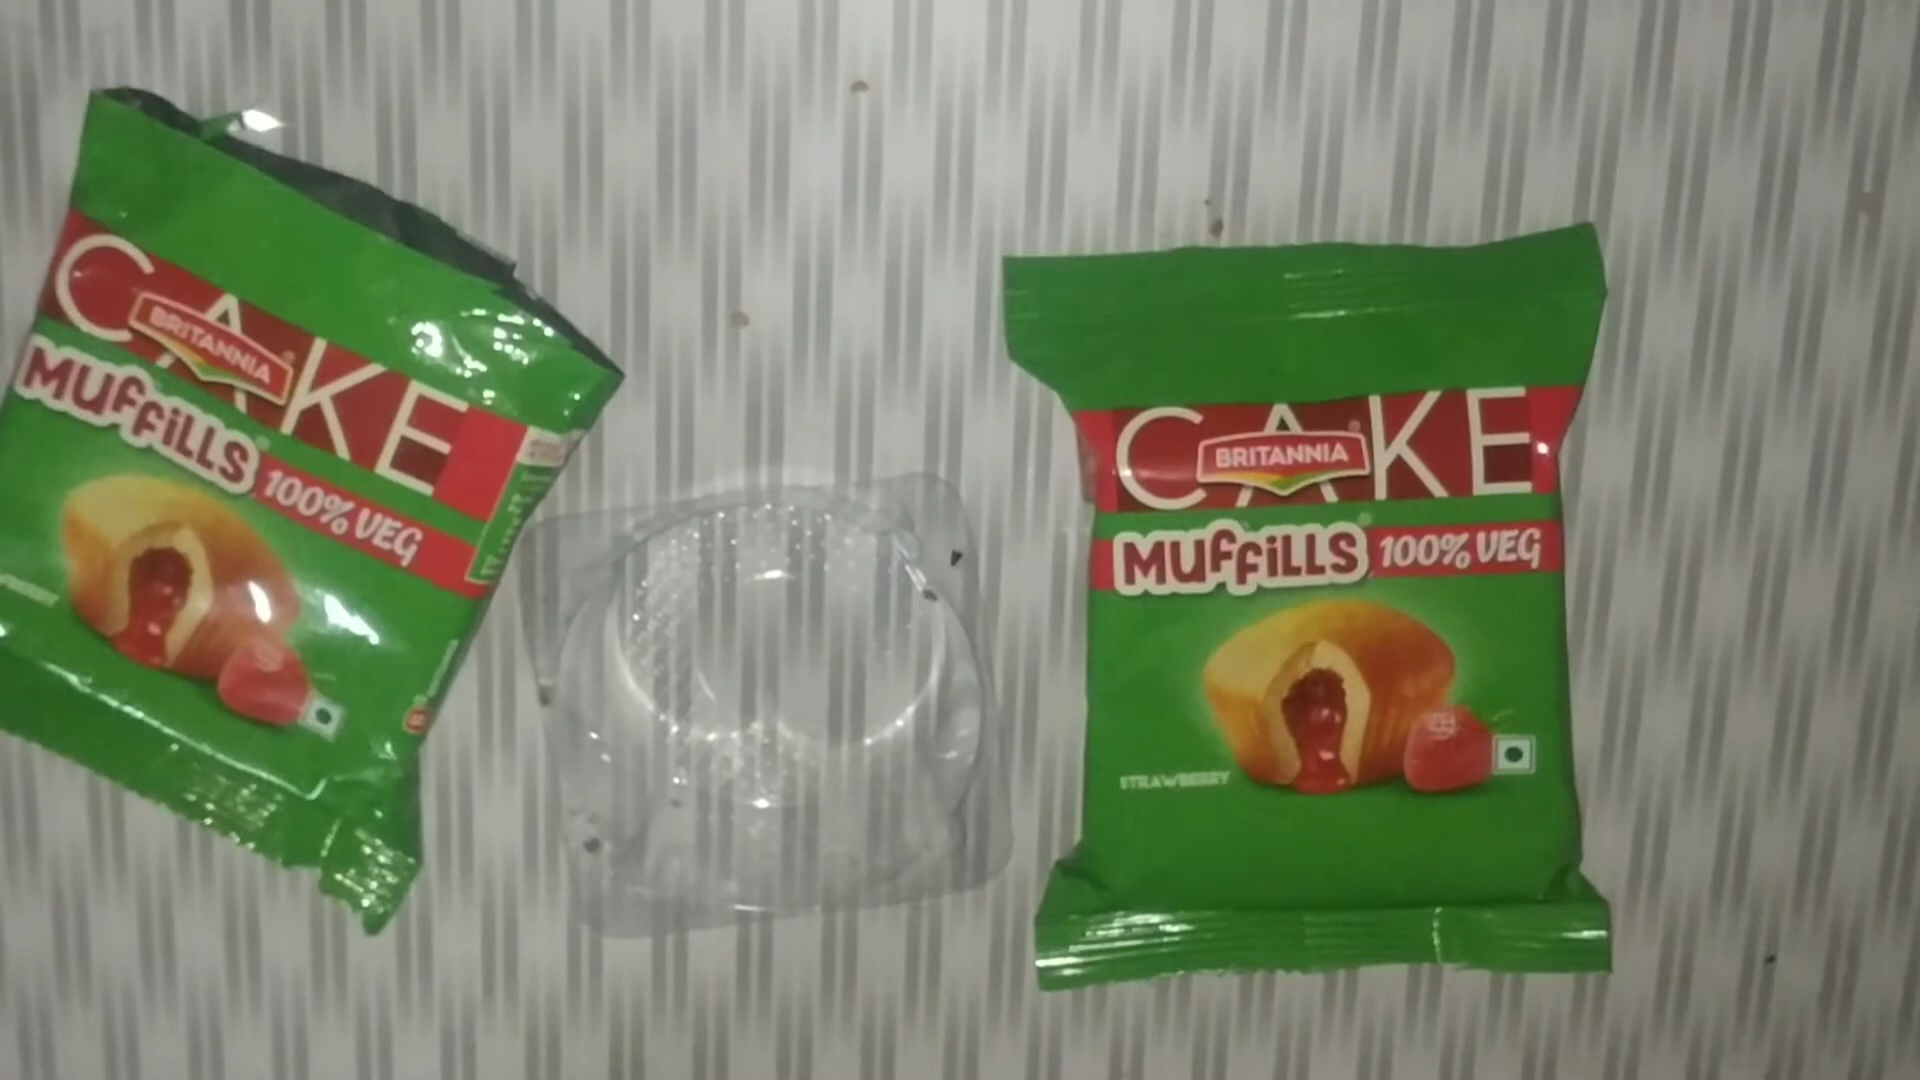 CAKE
BRITANNIA
MUFFILLS
100% VEG
CAKE
BRITANNIA
MUFFILLS 100% VEG
STRAWBERRY